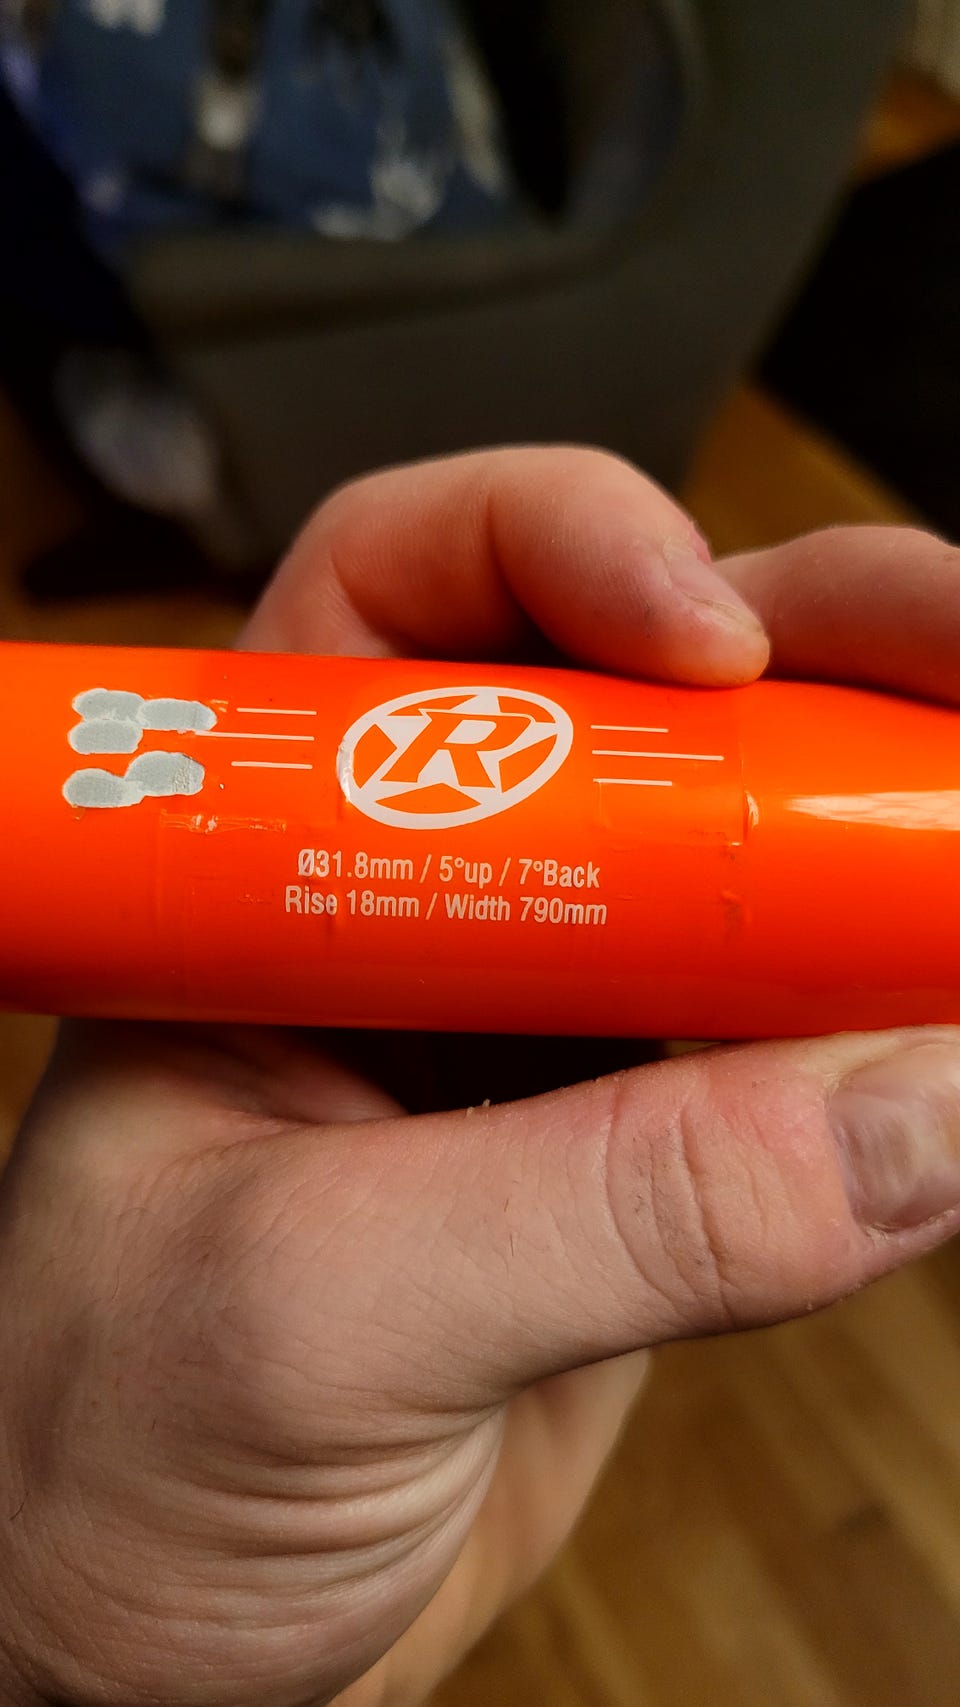 R
Ø31.8mm / 5°up / 7°Back
Rise 18mm / Width 790mm